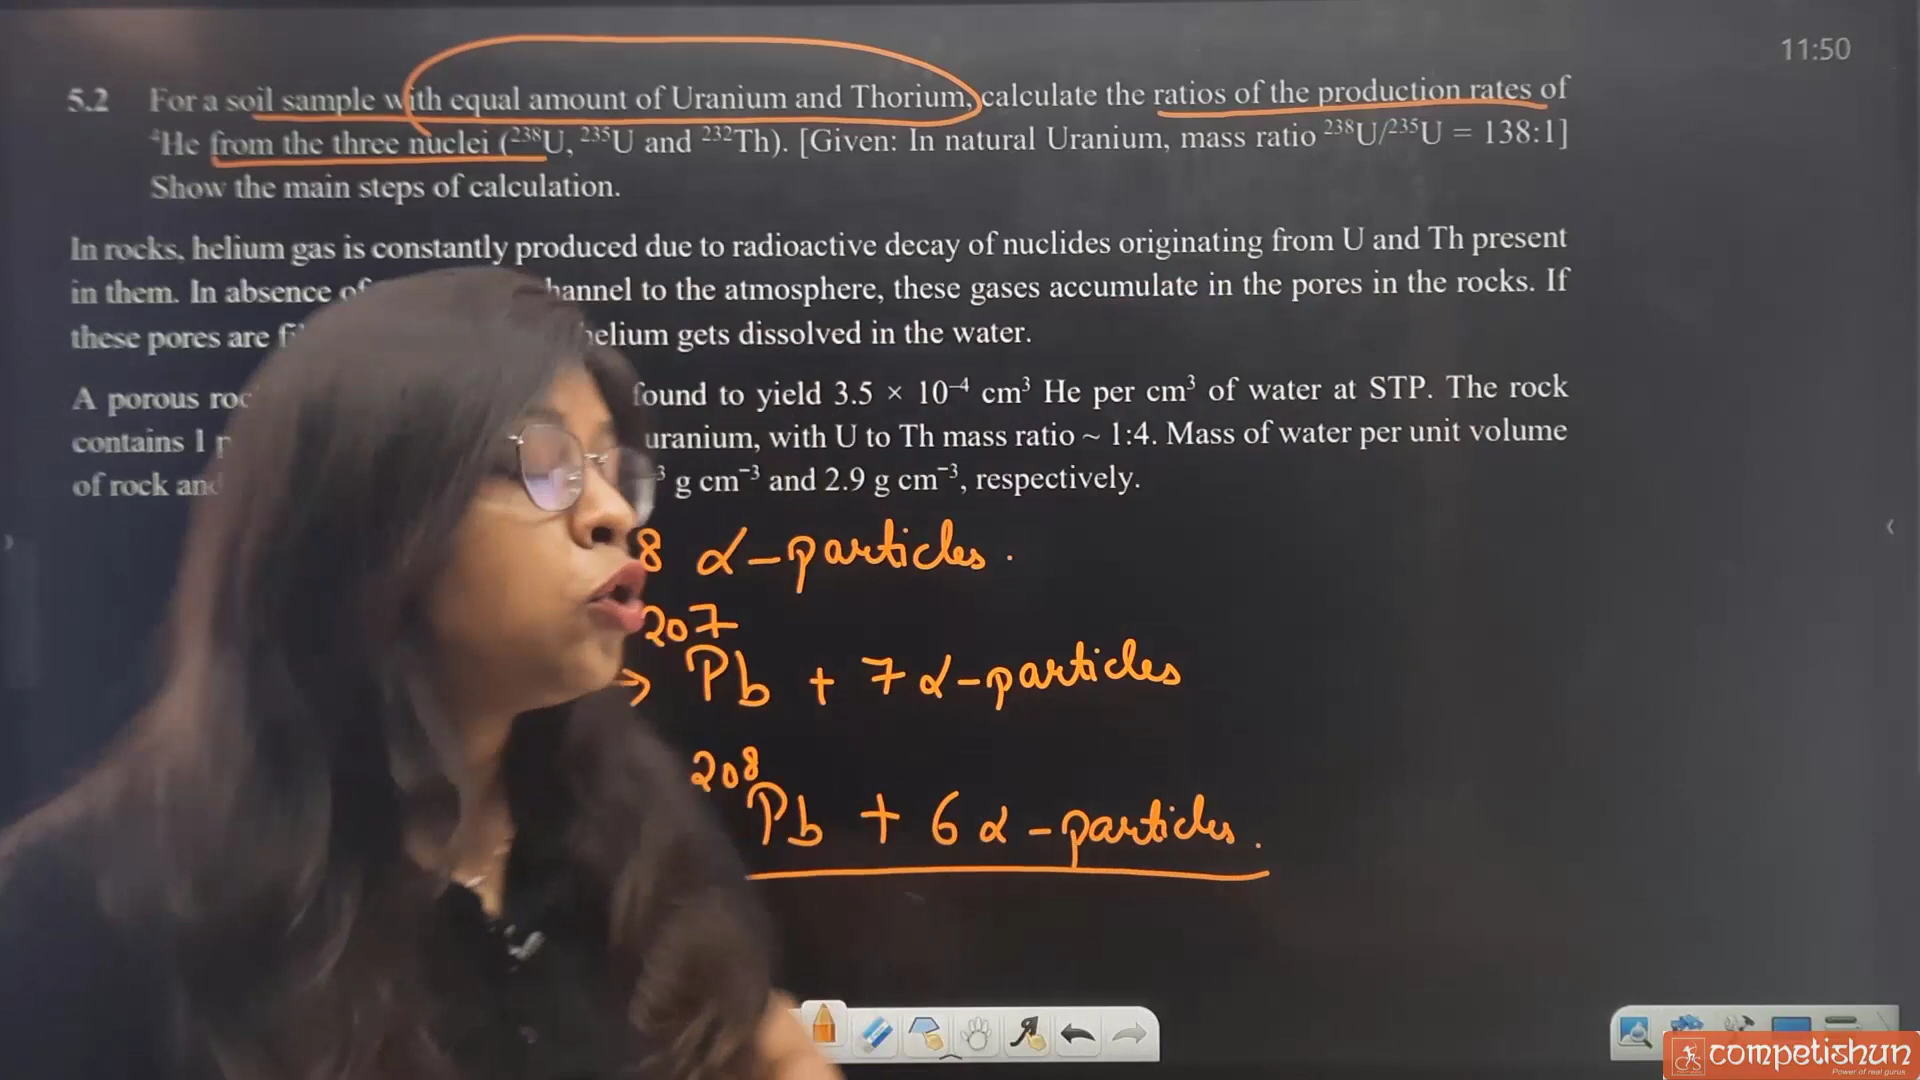 11:50
5.2 For a soil sample with equal amount of Uranium and Thorium, calculate the ratios of the production rates of
⁴He from the three nuclei (²³⁸U, ²³⁵U and ²³²Th). [Given: In natural Uranium, mass ratio ²³⁸U/²³⁵U = 138:1]
Show the main steps of calculation.
In rocks, helium gas is constantly produced due to radioactive decay of nuclides originating from U and Th present
in them. In absence of hannel to the atmosphere, these gases accumulate in the pores in the rocks. If
these pores are helium gets dissolved in the water.
A porous found to yield 3.5 × 10⁻⁴ cm³ He per cm³ of water at STP. The rock
contains 1 uranium, with U to Th mass ratio ~ 1:4. Mass of water per unit volume
of rock and g cm⁻³ and 2.9 g cm⁻³, respectively.
8 α-particles.
→ ²⁰⁷Pb + 7 α-particles
²⁰⁸Pb + 6 α-particles.
competishun
Power of real gurus